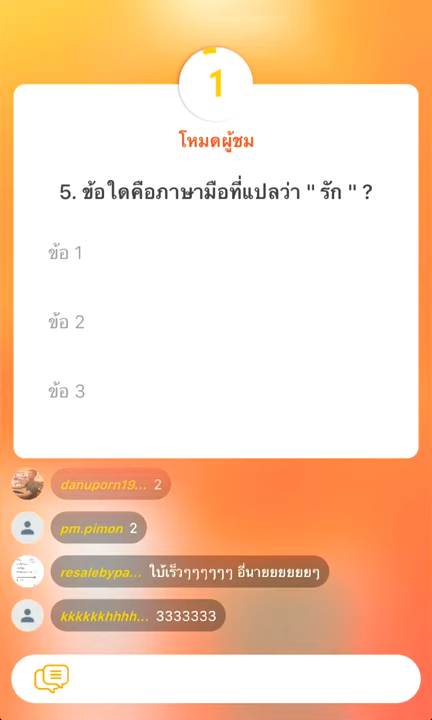 1
โหมดผู้ชม
5. ข้อใดคือภาษามือที่แปลว่า " รัก " ?
ข้อ 1
ข้อ 2
ข้อ 3
danuporn19... 2
pm.pimon 2
resalebypa... ใบ้เร็วๆๆๆๆๆๆ อี่นายยยยยยๆ
kkkkkkhhhh... 3333333